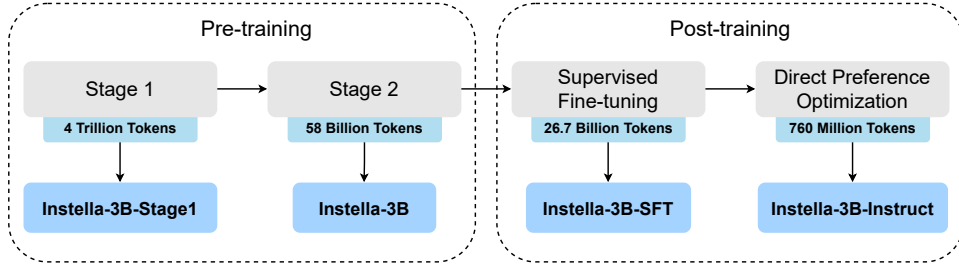 Pre-training
Post-training
Stage 1
Stage 2
Supervised
Fine-tuning
Direct Preference
Optimization
4 Trillion Tokens
58 Billion Tokens
26.7 Billion Tokens
760 Million Tokens
Instella-3B-Stage1
Instella-3B
Instella-3B-SFT
Instella-3B-Instruct